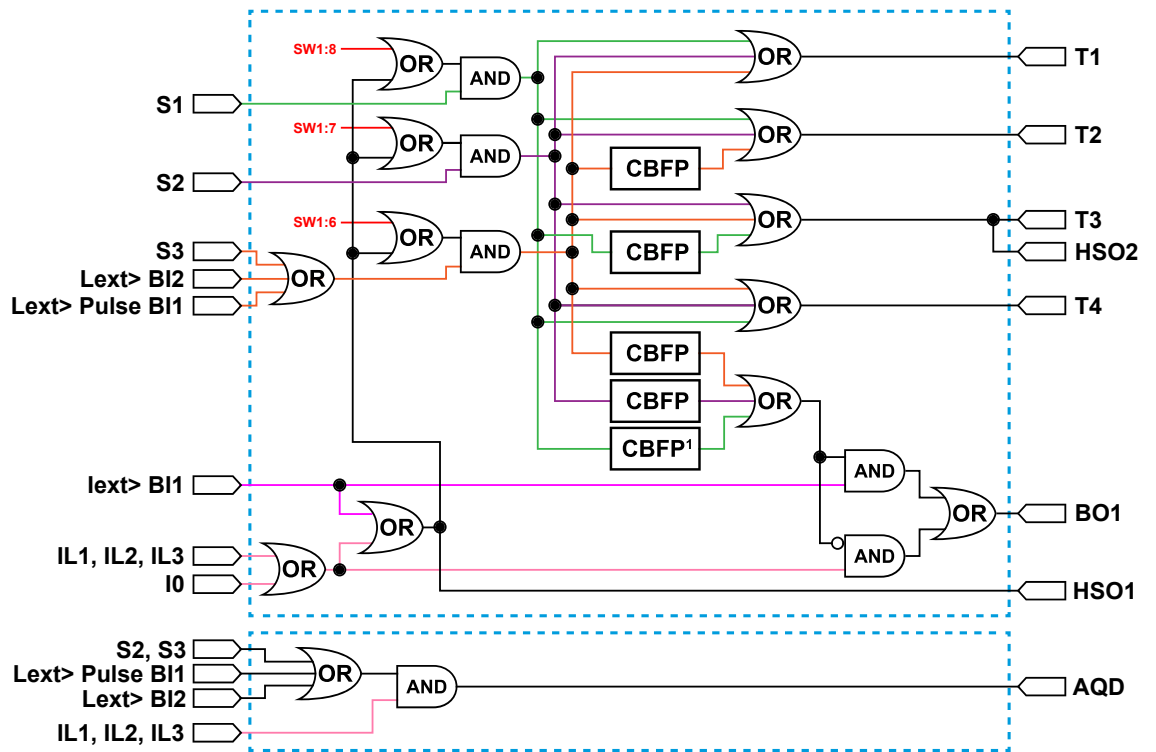 SW1:8
OR
AND
OR
T1
S1
SW1:7
OR
AND
OR
T2
CBFP
S2
SW1:6
OR
AND
OR
T3
S3
CBFP
HSO2
Lext> BI2
OR
Lext> Pulse BI1
OR
T4
CBFP
CBFP
OR
CBFP¹
Iext> BI1
AND
OR
OR
BO1
IL1, IL2, IL3
OR
AND
I0
HSO1
S2, S3
Lext> Pulse BI1
OR
AND
AQD
Lext> BI2
IL1, IL2, IL3